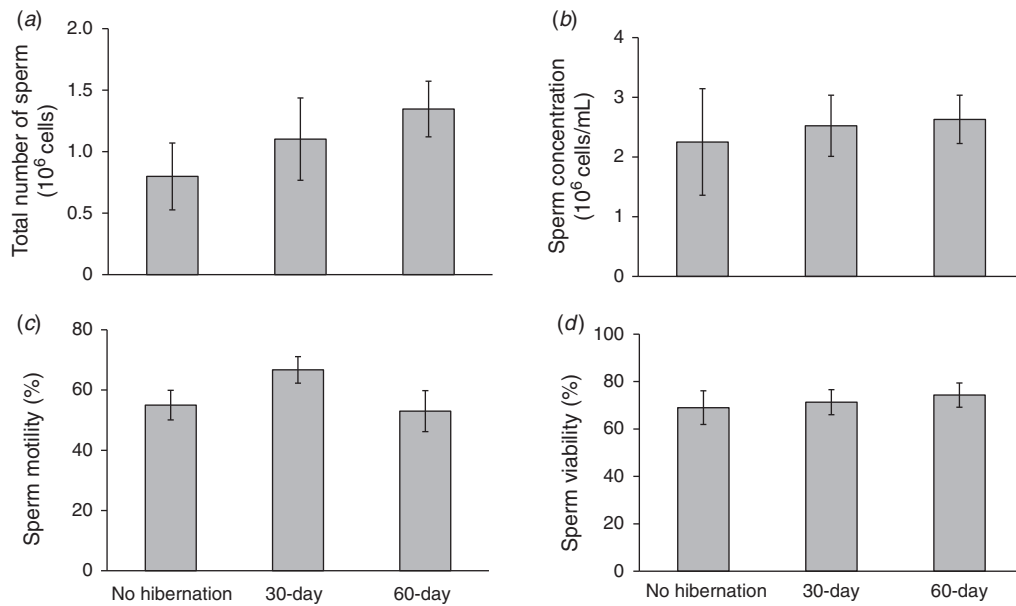 (a)
Total number of sperm
(10⁶ cells)
2.0
1.5
1.0
0.5
0
(b)
Sperm concentration
(10⁶ cells/mL)
4
3
2
1
0
(c)
Sperm motility (%)
80
60
40
20
0
No hibernation 30-day 60-day
(d)
Sperm viability (%)
100
80
60
40
20
0
No hibernation 30-day 60-day